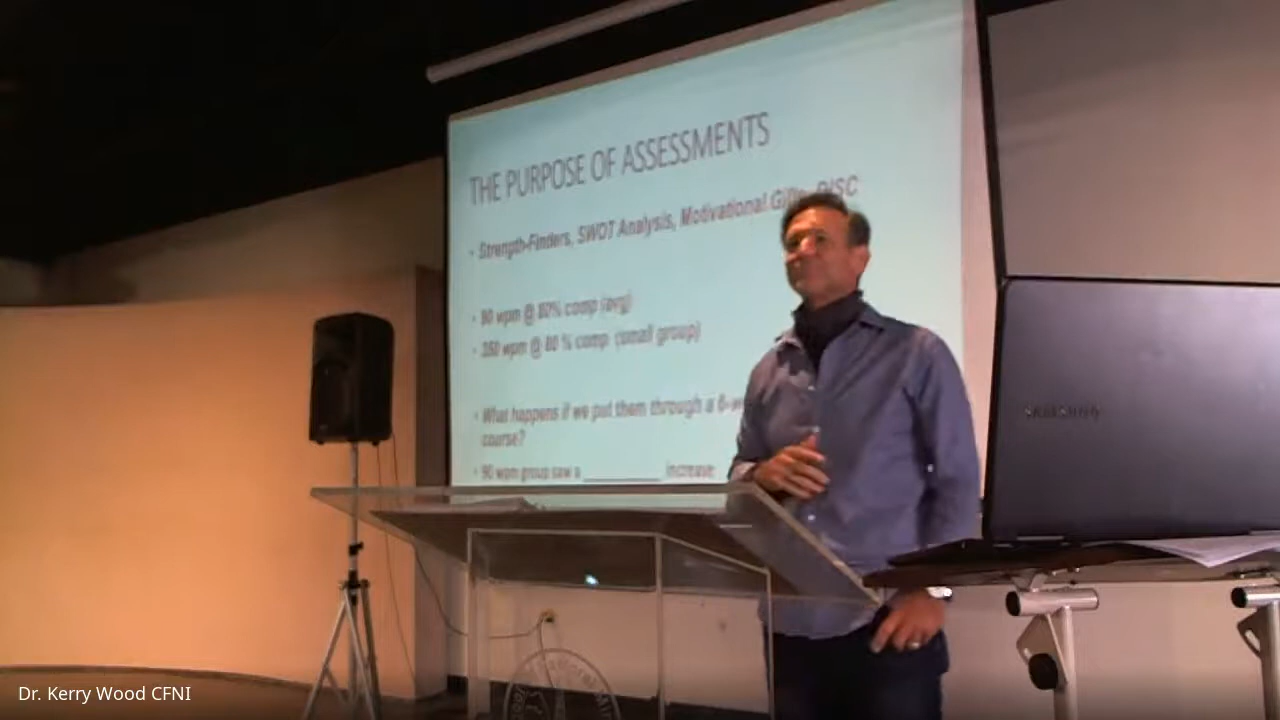 THE PURPOSE OF ASSESSMENTS
• Strength-Finders, SWOT Analysis, Motivational Gifts, DISC
• 90 wpm @ 80% comp (avg)
• 350 wpm @ 80 % comp (small group)
• What happens if we put them through a 6-w
course?
• 90 wpm group saw a __________ increase
SAMSUNG
Dr. Kerry Wood CFNI